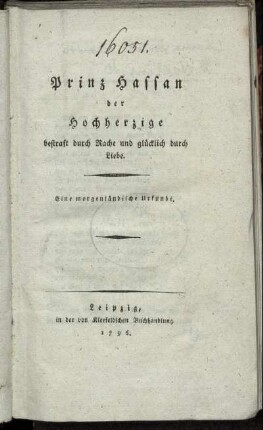 16051.
Prinz Hassan
der
Hochherzige
bestraft durch Rache und glücklich durch
Liebe.
Eine morgenländische Urkunde.
Leipzig,
in der von Kleefeldschen Buchhandlung
1796.